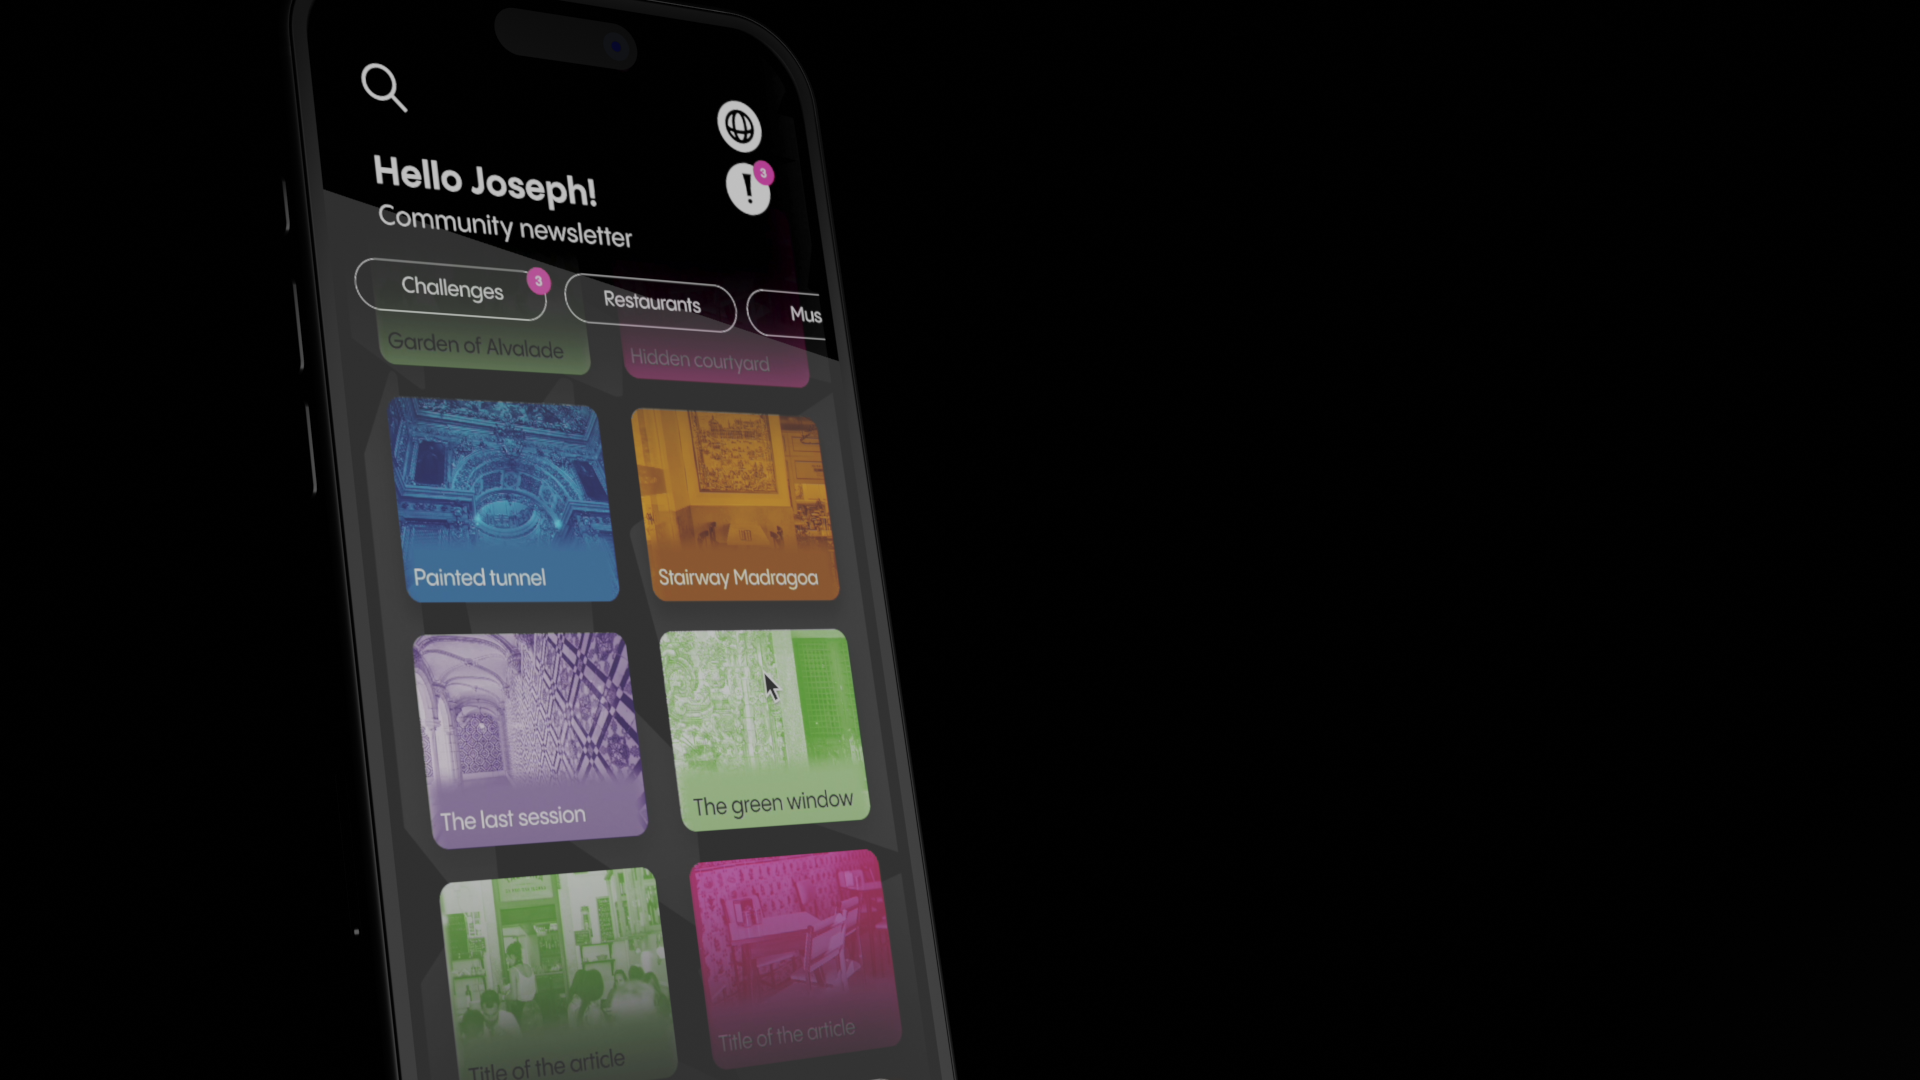 Hello Joseph!
Community newsletter
3
Challenges
3
Restaurants
Mus
Garden of Alvalade
Hidden courtyard
Painted tunnel
Stairway Madragoa
The last session
The green window
Title of the article
Title of the article